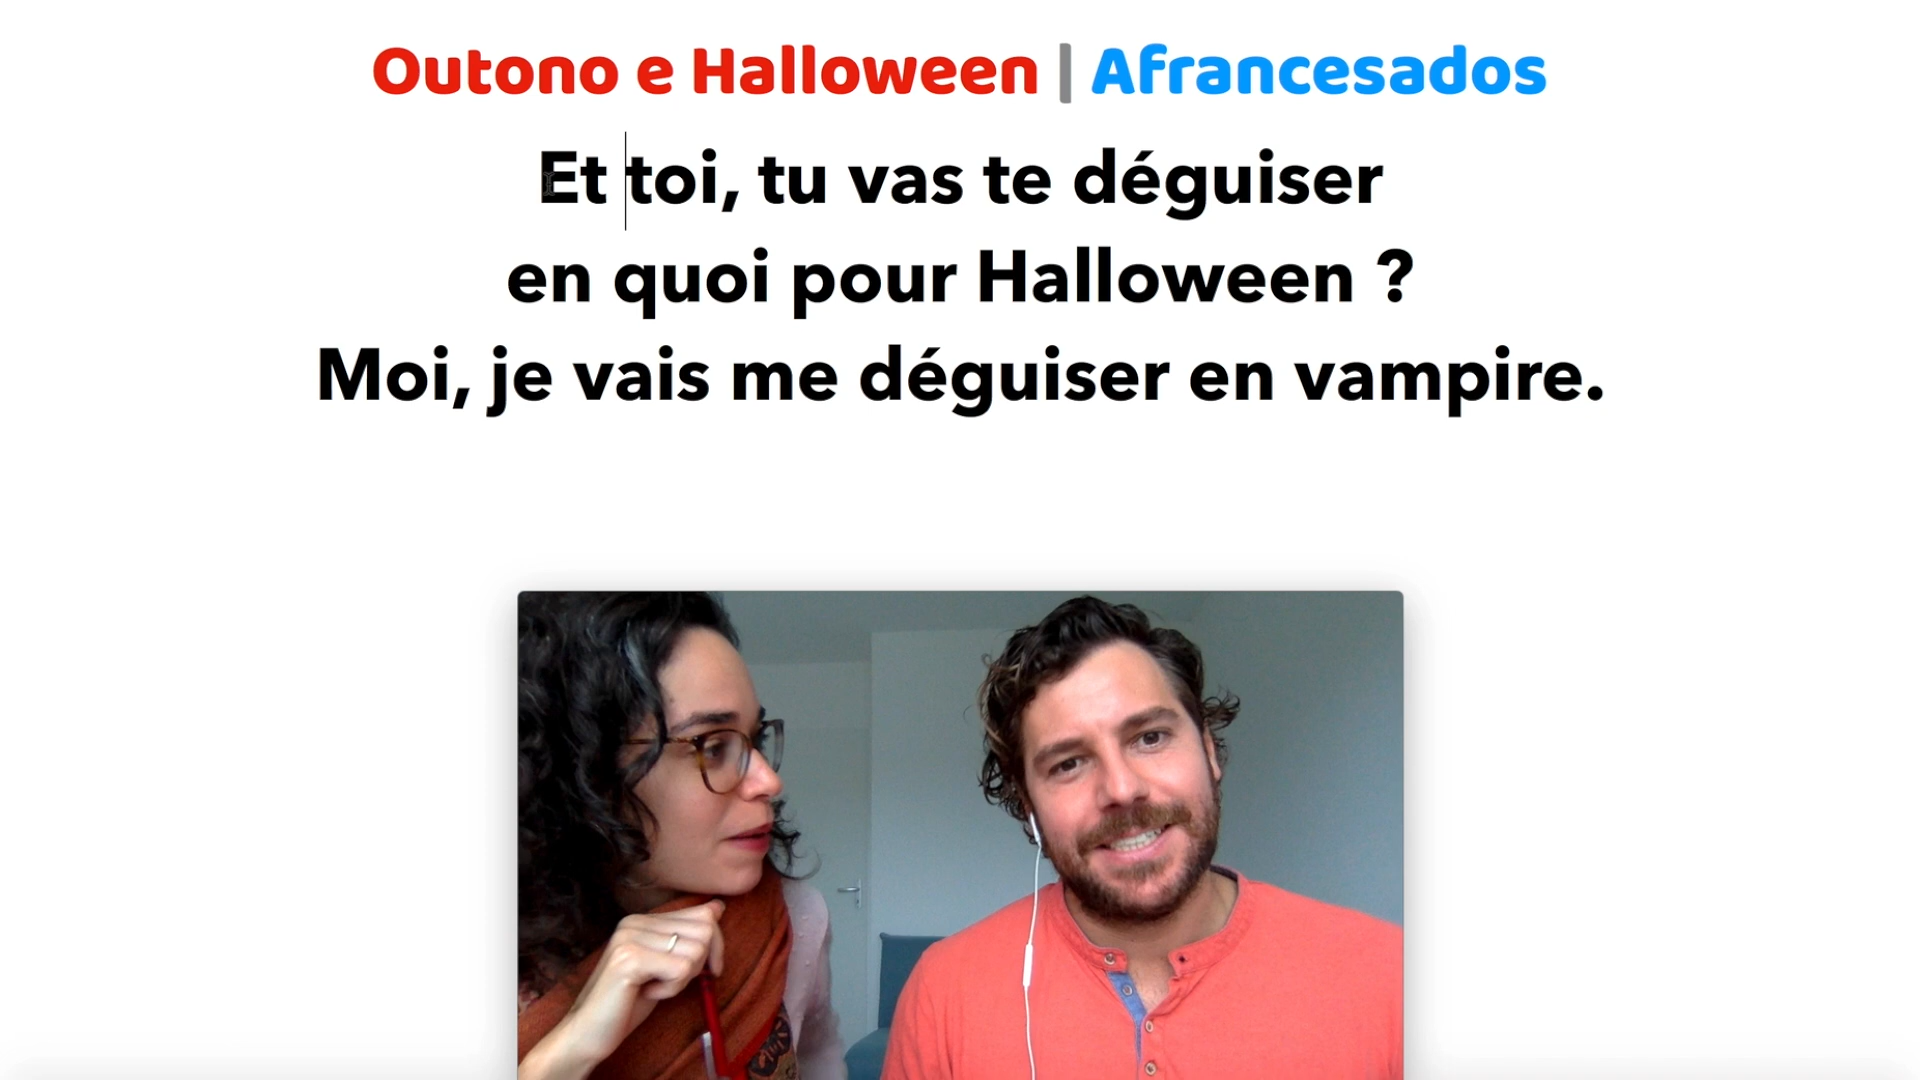 Outono e Halloween | Afrancesados
Et toi, tu vas te déguiser
en quoi pour Halloween ?
Moi, je vais me déguiser en vampire.